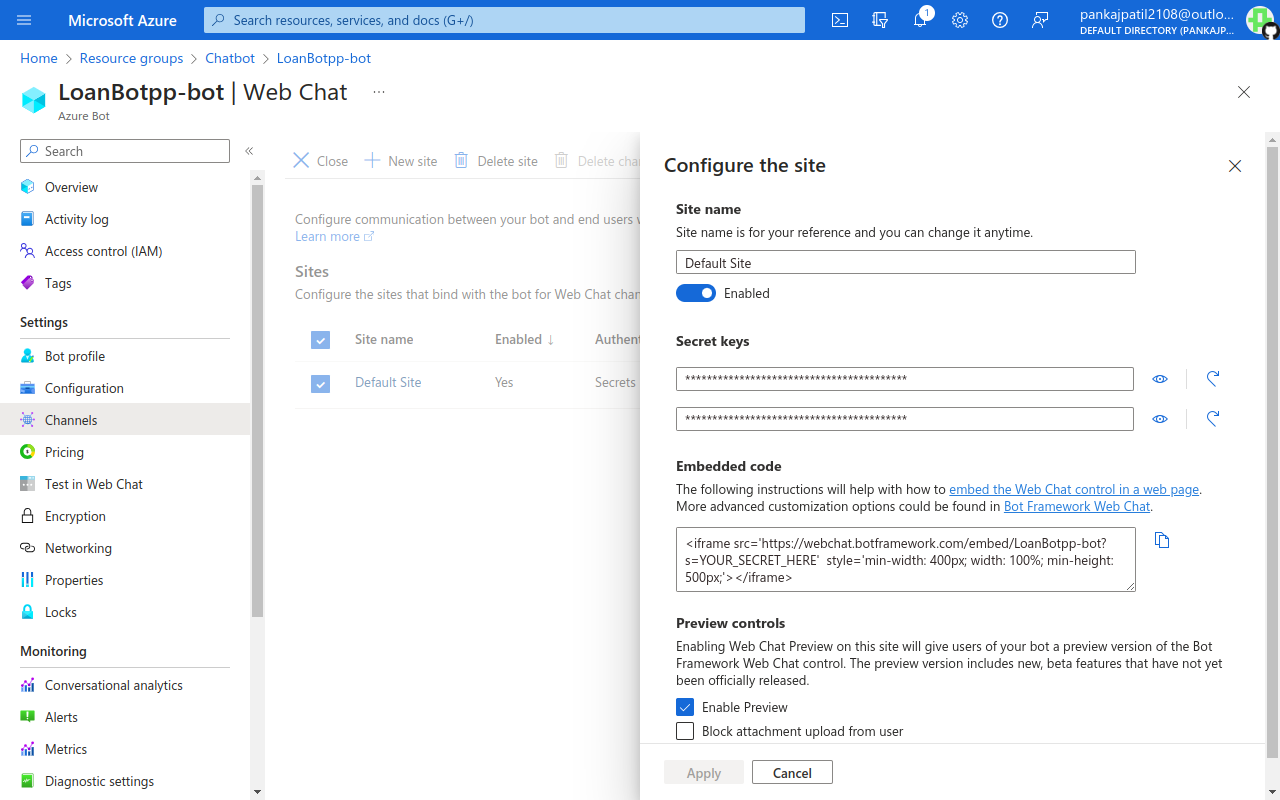 Microsoft Azure
Search resources, services, and docs (G+/)
1
pankajpatil2108@outlo...
DEFAULT DIRECTORY (PANKAJP...
Home > Resource groups > Chatbot > LoanBotpp-bot
LoanBotpp-bot | Web Chat ...
Azure Bot
Search
«
Overview
Activity log
Access control (IAM)
Tags
Settings
Bot profile
Configuration
Channels
Pricing
Test in Web Chat
Encryption
Networking
Properties
Locks
Monitoring
Conversational analytics
Alerts
Metrics
Diagnostic settings
Close New site Delete site Delete chan
Configure communication between your bot and end users w
Learn more
Sites
Configure the sites that bind with the bot for Web Chat chan
Site name Enabled ↓ Authent
Default Site Yes Secrets
Configure the site
Site name
Site name is for your reference and you can change it anytime.
Default Site
Enabled
Secret keys
*****************************************
*****************************************
Embedded code
The following instructions will help with how to embed the Web Chat control in a web page.
More advanced customization options could be found in Bot Framework Web Chat.
<iframe src='https://webchat.botframework.com/embed/LoanBotpp-bot?
s=YOUR_SECRET_HERE'  style='min-width: 400px; width: 100%; min-height:
500px;'></iframe>
Preview controls
Enabling Web Chat Preview on this site will give users of your bot a preview version of the Bot
Framework Web Chat control. The preview version includes new, beta features that have not yet
been officially released.
Enable Preview
Block attachment upload from user
Apply Cancel